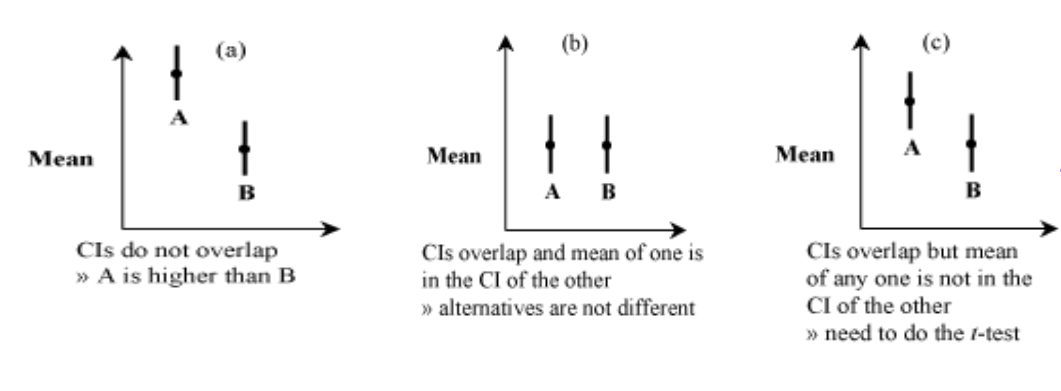 (a)
A
Mean
B
CIs do not overlap
» A is higher than B
(b)
Mean
A B
CIs overlap and mean of one is
in the CI of the other
» alternatives are not different
(c)
A
Mean
B
CIs overlap but mean
of any one is not in the
CI of the other
» need to do the t-test